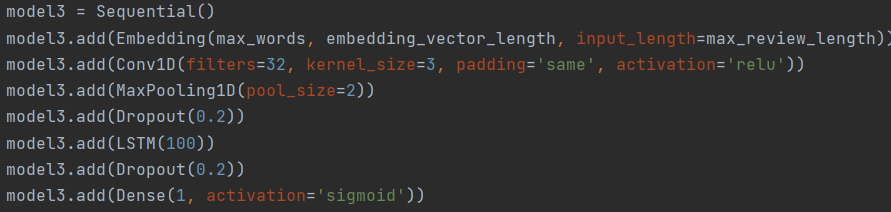 model3 = Sequential()
model3.add(Embedding(max_words, embedding_vector_length, input_length=max_review_length))
model3.add(Conv1D(filters=32, kernel_size=3, padding='same', activation='relu'))
model3.add(MaxPooling1D(pool_size=2))
model3.add(Dropout(0.2))
model3.add(LSTM(100))
model3.add(Dropout(0.2))
model3.add(Dense(1, activation='sigmoid'))